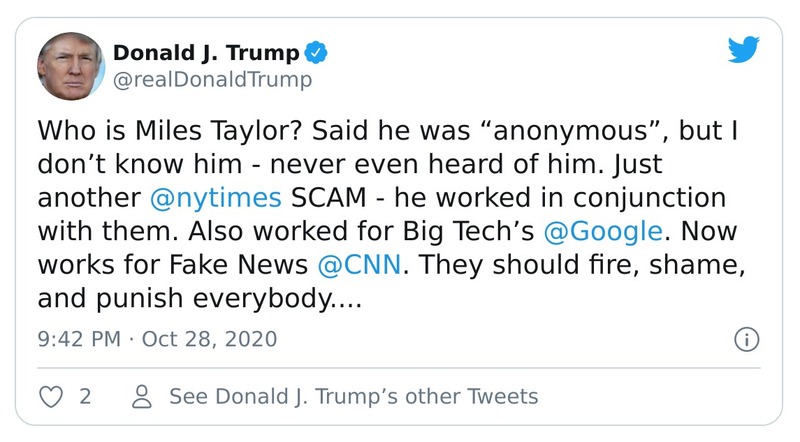 Donald J. Trump
@realDonaldTrump
Who is Miles Taylor? Said he was “anonymous”, but I
don’t know him - never even heard of him. Just
another @nytimes SCAM - he worked in conjunction
with them. Also worked for Big Tech’s @Google. Now
works for Fake News @CNN. They should fire, shame,
and punish everybody....
9:42 PM · Oct 28, 2020
2 See Donald J. Trump’s other Tweets